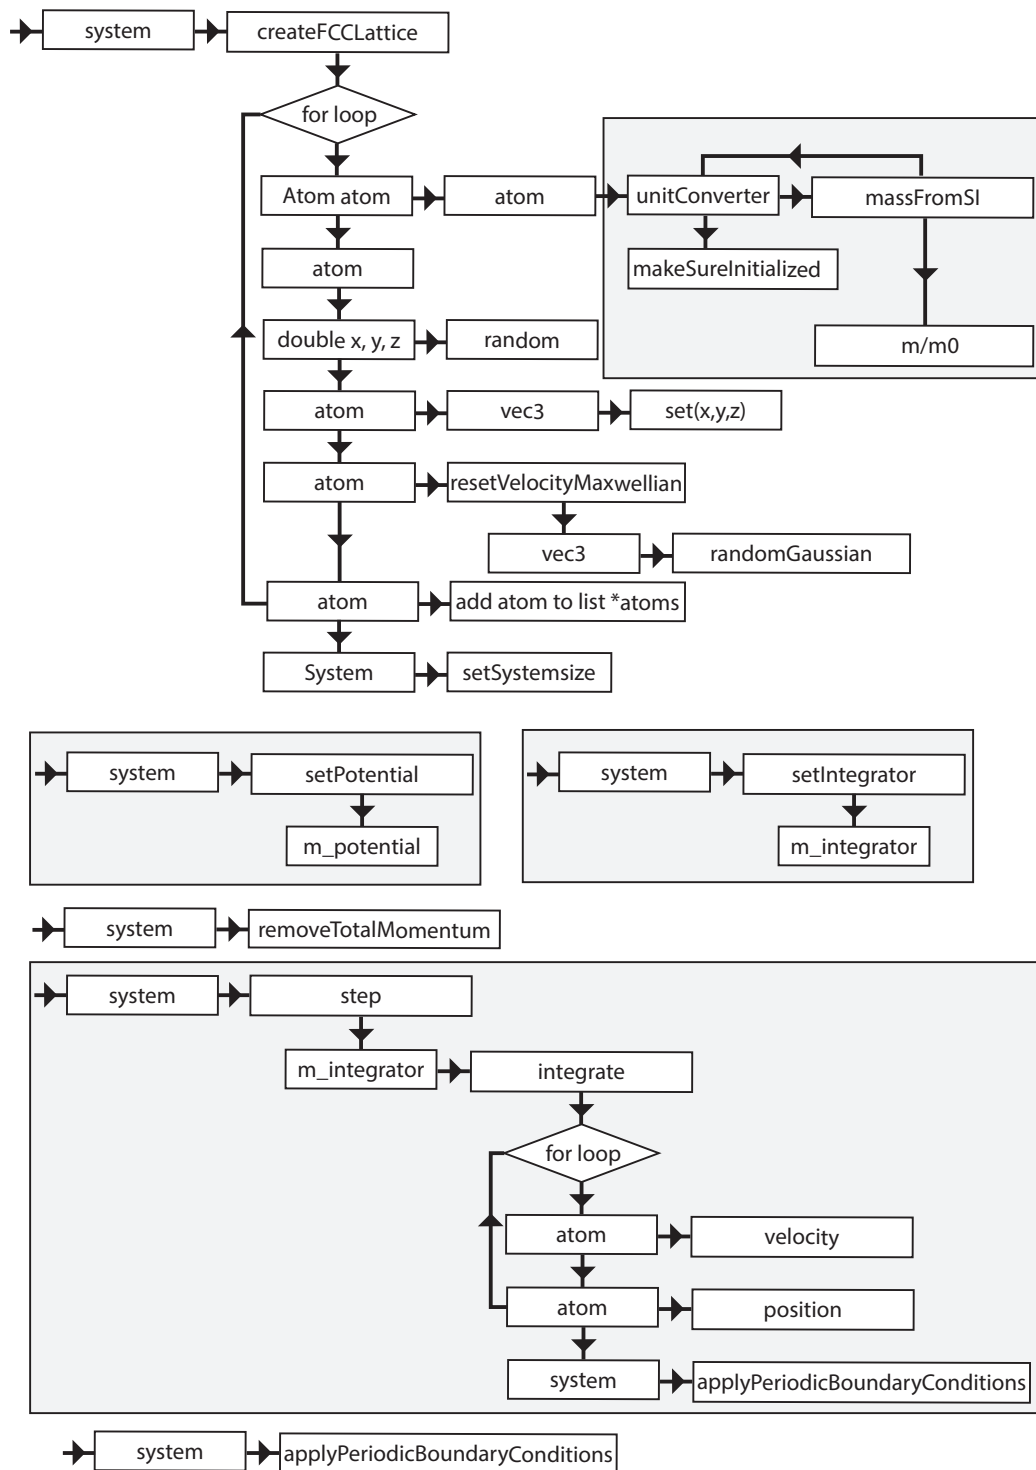 system
createFCCLattice
for loop
Atom atom
atom
unitConverter
massFromSI
atom
makeSureInitialized
double x, y, z
random
m/m0
atom
vec3
set(x,y,z)
atom
resetVelocityMaxwellian
vec3
randomGaussian
atom
add atom to list *atoms
System
setSystemsize
system
setPotential
m_potential
system
setIntegrator
m_integrator
system
removeTotalMomentum
system
step
m_integrator
integrate
for loop
atom
velocity
atom
position
system
applyPeriodicBoundaryConditions
system
applyPeriodicBoundaryConditions